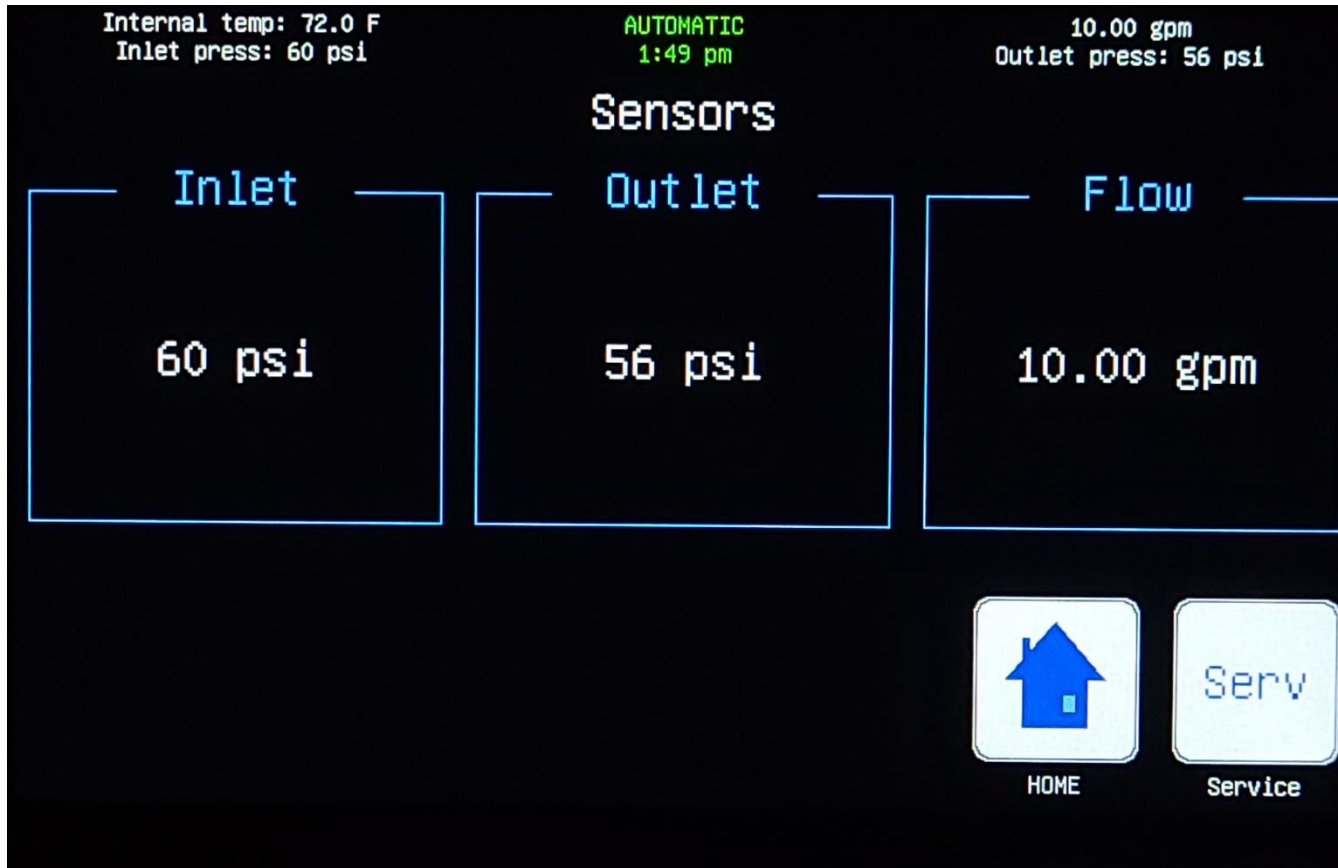 Internal temp: 72.0 F
Inlet press: 60 psi
AUTOMATIC
1:49 pm
10.00 gpm
Outlet press: 56 psi
Sensors
Inlet
Outlet
Flow
60 psi
56 psi
10.00 gpm
Serv
HOME
Service